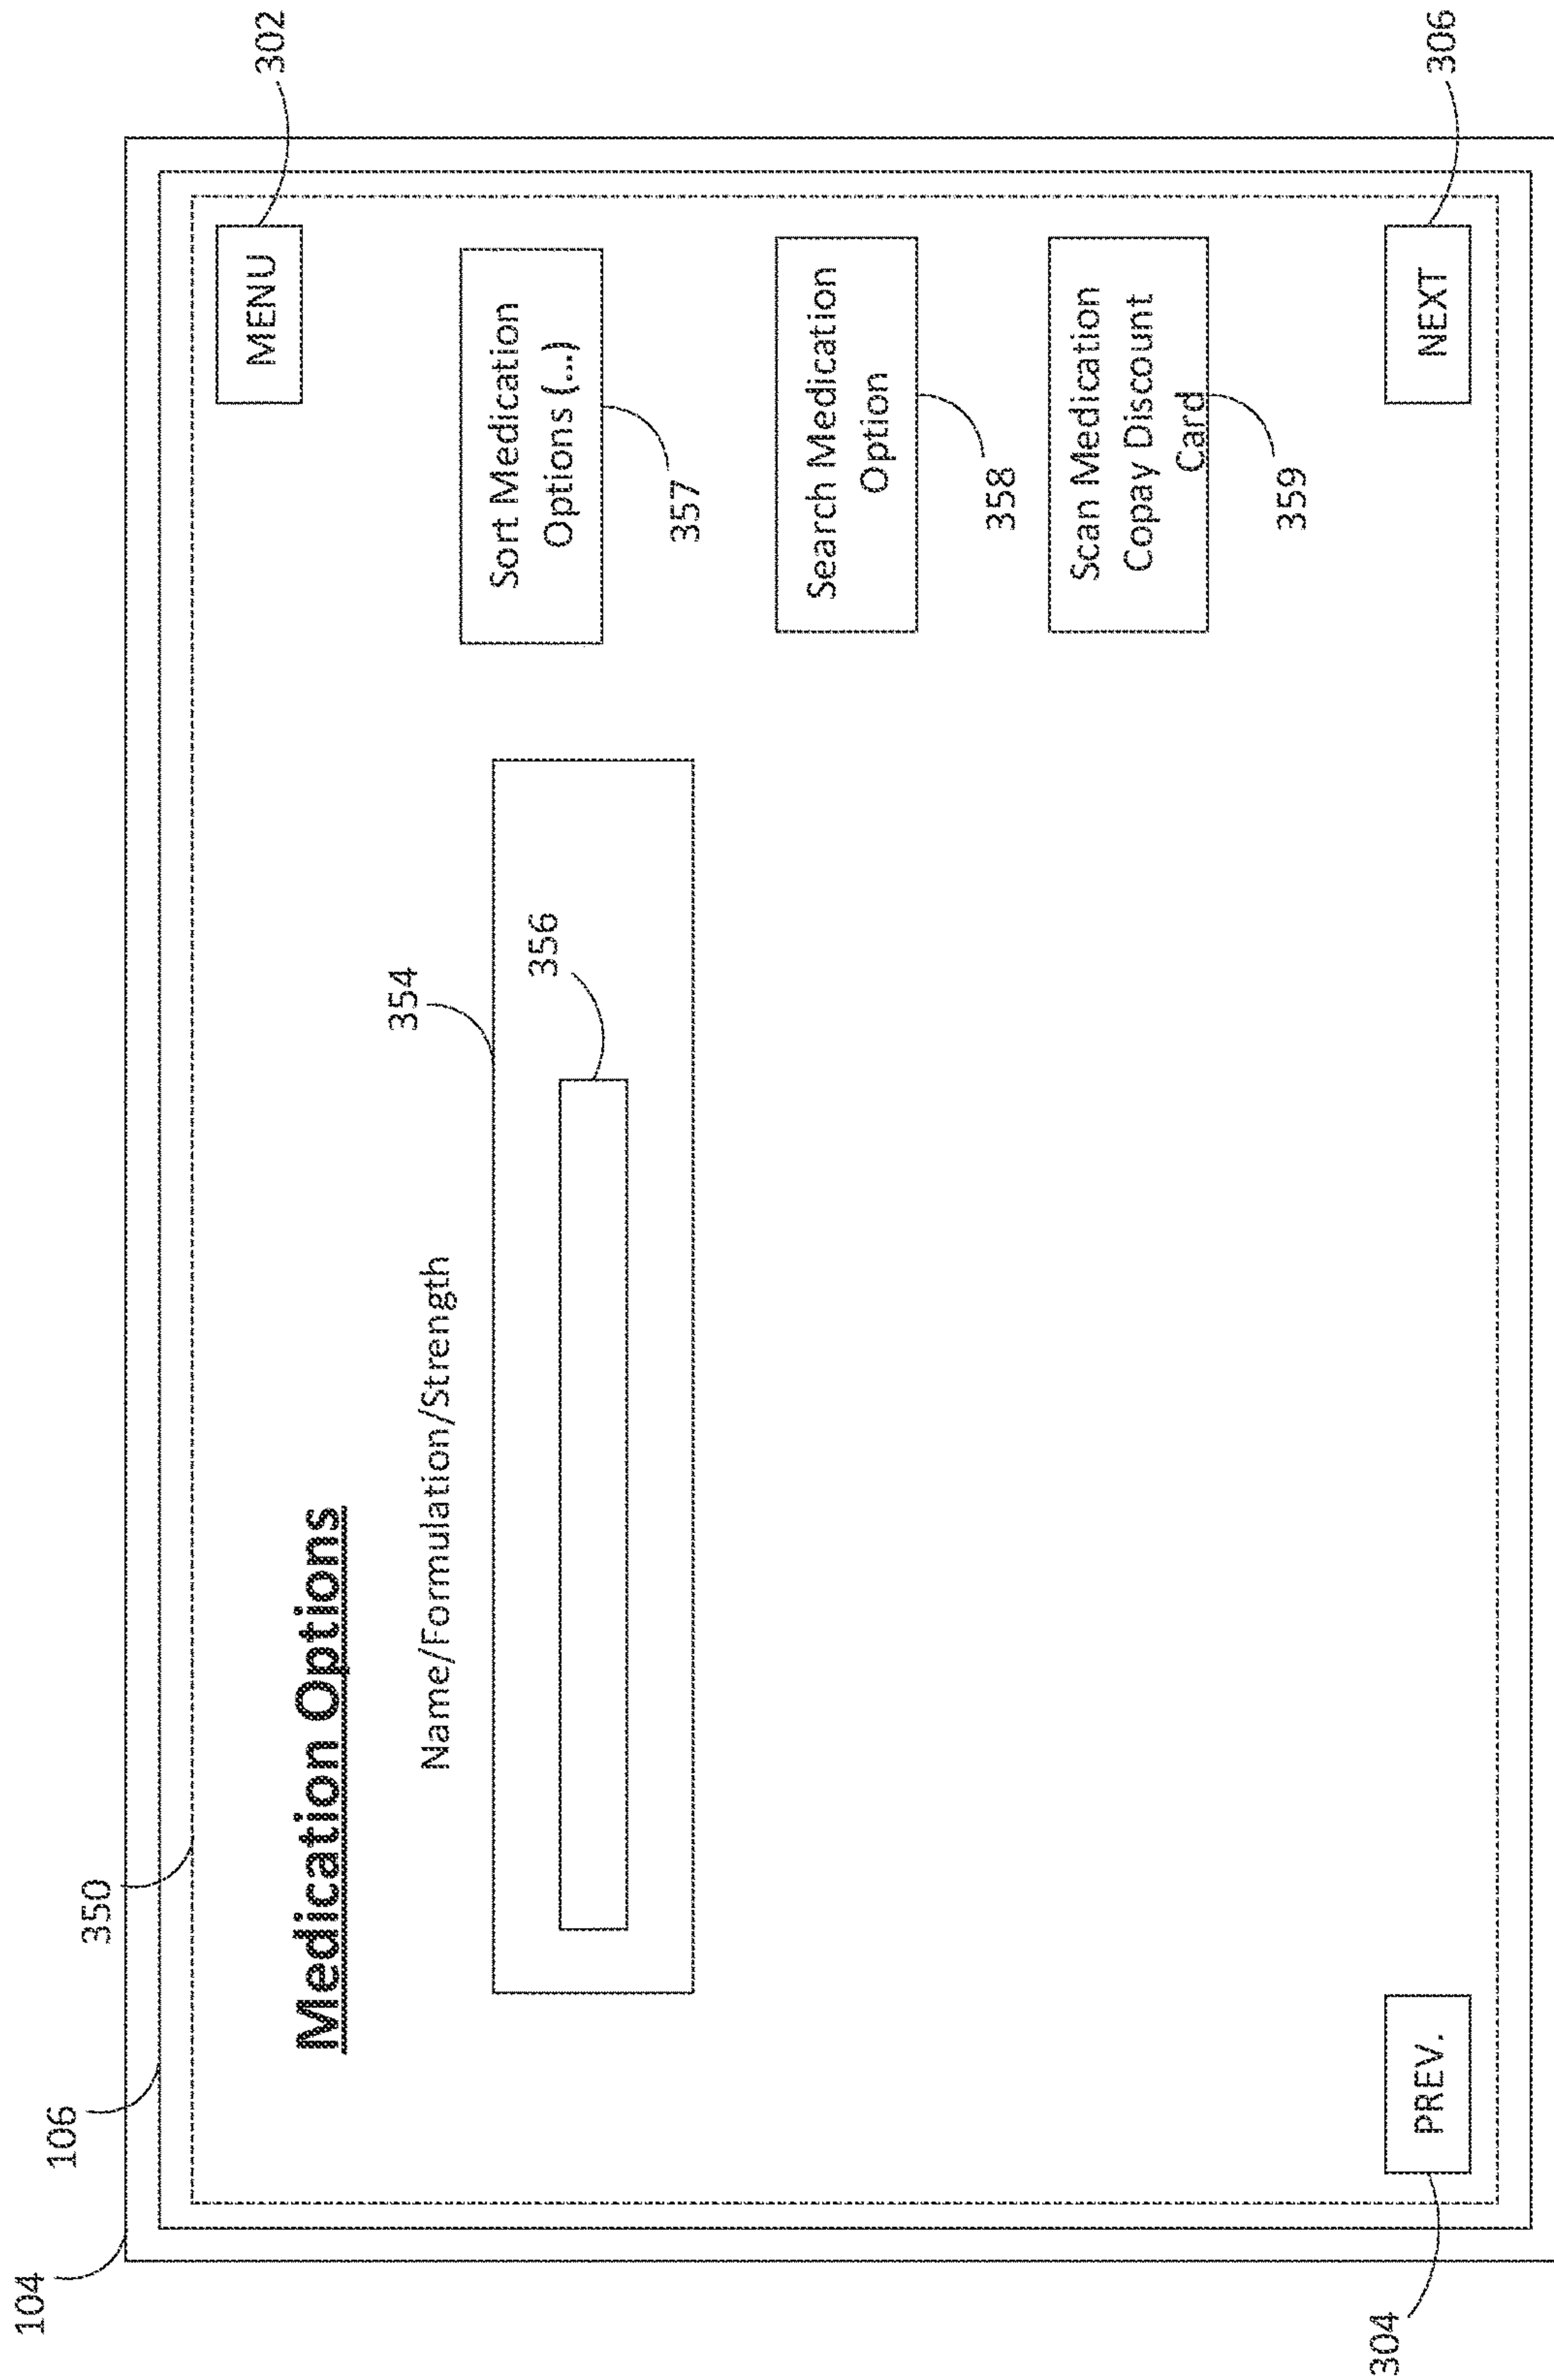 104
106
350
302
MENU
Medication Options
354
Name/Formulation/Strength
356
Sort Medication
Options (...)
357
Search Medication
Option
358
Scan Medication
Copay Discount
Card
359
304
PREV.
NEXT
306